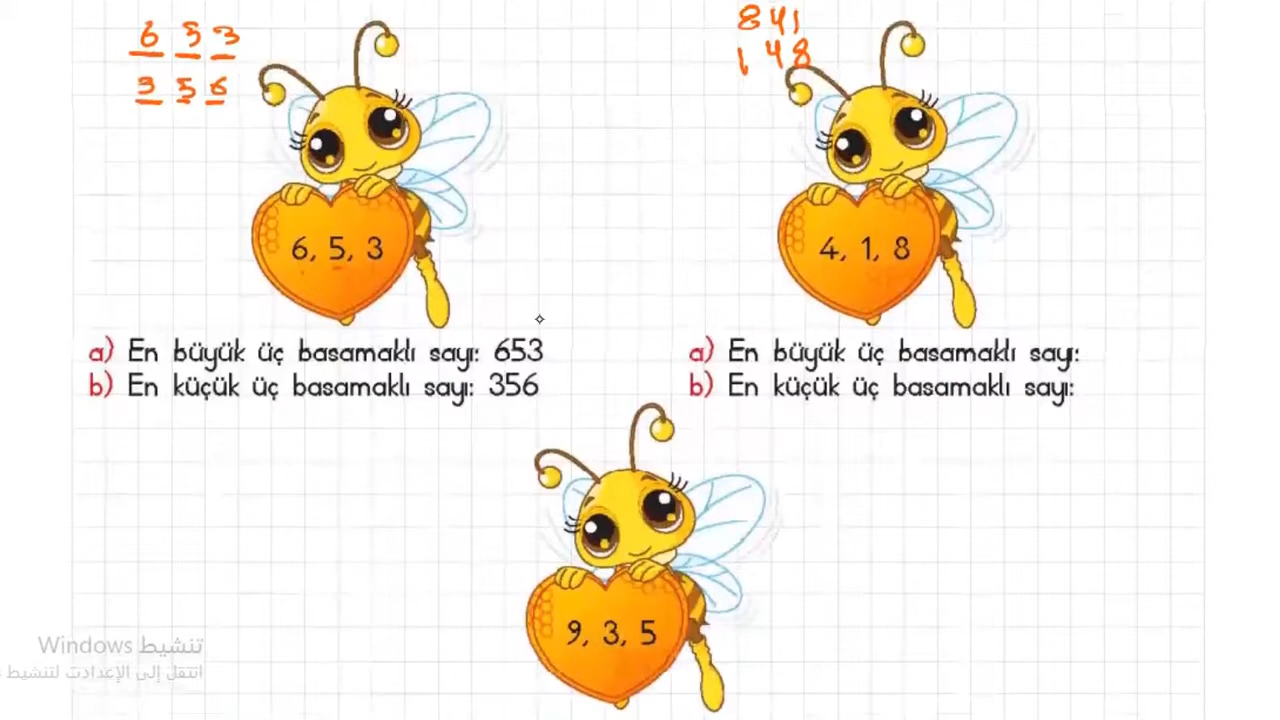 6 5 3
3 5 6
841
148
6, 5, 3
4, 1, 8
a) En büyük üç basamaklı sayı: 653
b) En küçük üç basamaklı sayı: 356
a) En büyük üç basamaklı sayı:
b) En küçük üç basamaklı sayı:
9, 3, 5
تنشيط Windows
انتقل إلى الإعدادت لتنشيط